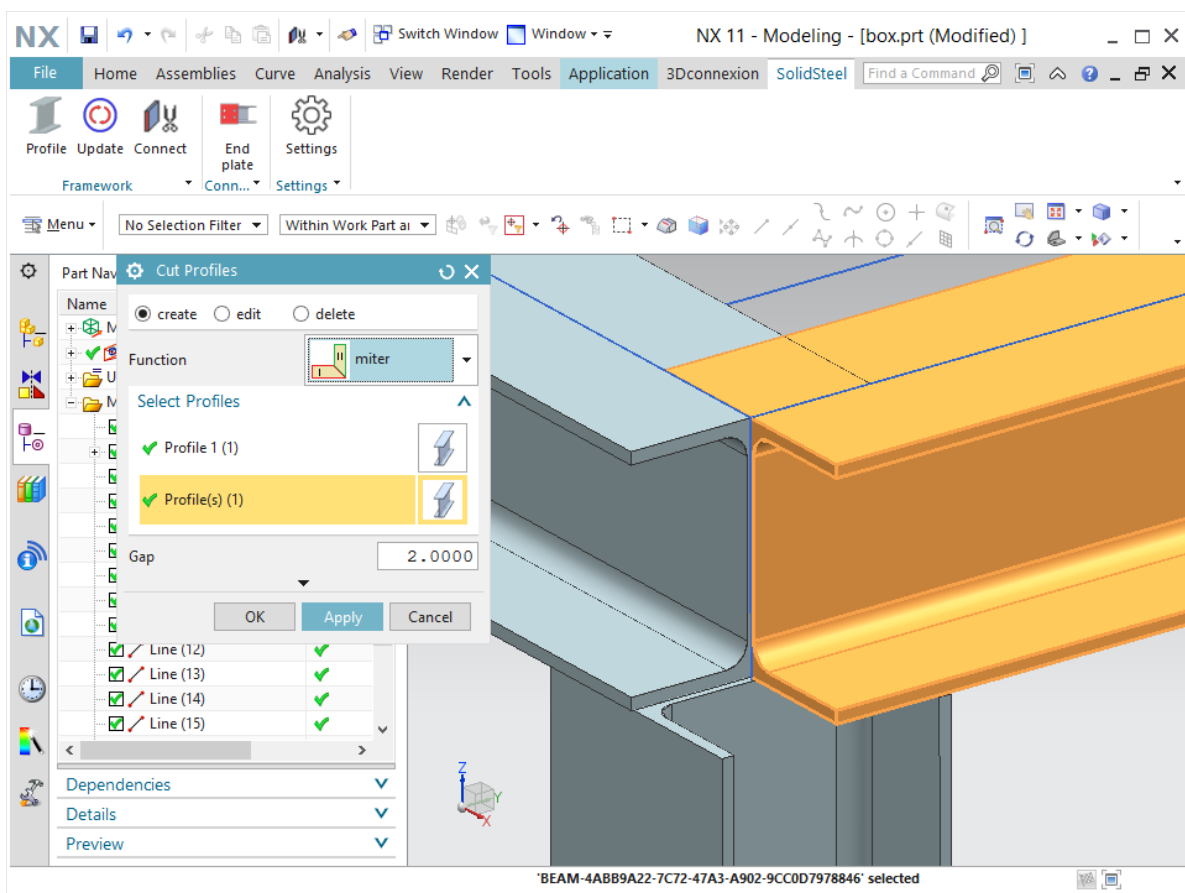 NX Switch Window Window NX 11 - Modeling - [box.prt (Modified) ]
File Home Assemblies Curve Analysis View Render Tools Application 3Dconnexion SolidSteel Find a Command
Profile Update Connect End plate Settings
Framework Conn... Settings
Menu No Selection Filter Within Work Part ai
Part Nav Cut Profiles
Name
create edit delete
M
Function II I miter
U
Select Profiles
M
Profile 1 (1)
Profile(s) (1)
Gap 2.0000
OK Apply Cancel
Line (12)
Line (13)
Line (14)
Line (15)
Dependencies
Details
Preview
Z
Y
X
'BEAM-4ABB9A22-7C72-47A3-A902-9CC0D7978846' selected